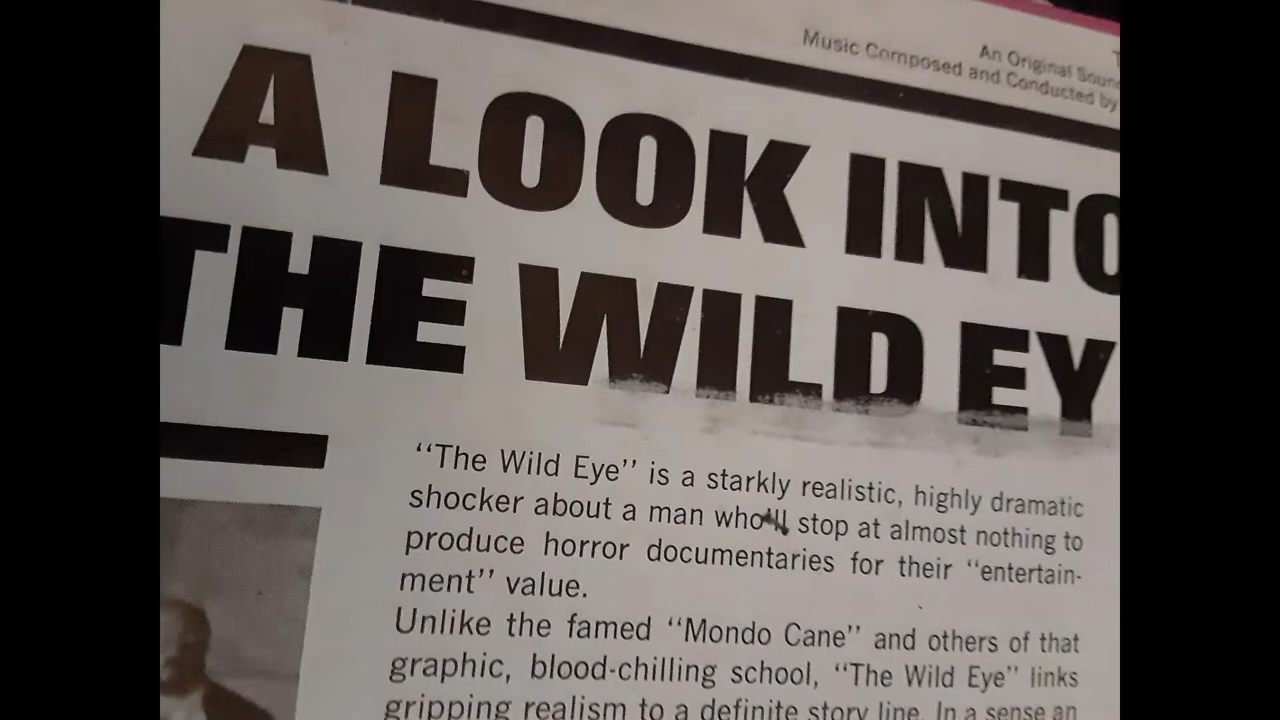 An Original Soun
Music Composed and Conducted by
A LOOK INTO
THE WILD EY
“The Wild Eye” is a starkly realistic, highly dramatic
shocker about a man who'll stop at almost nothing to
produce horror documentaries for their “entertain-
ment” value.
Unlike the famed “Mondo Cane” and others of that
graphic, blood-chilling school, “The Wild Eye” links
gripping realism to a definite story line. In a sense an